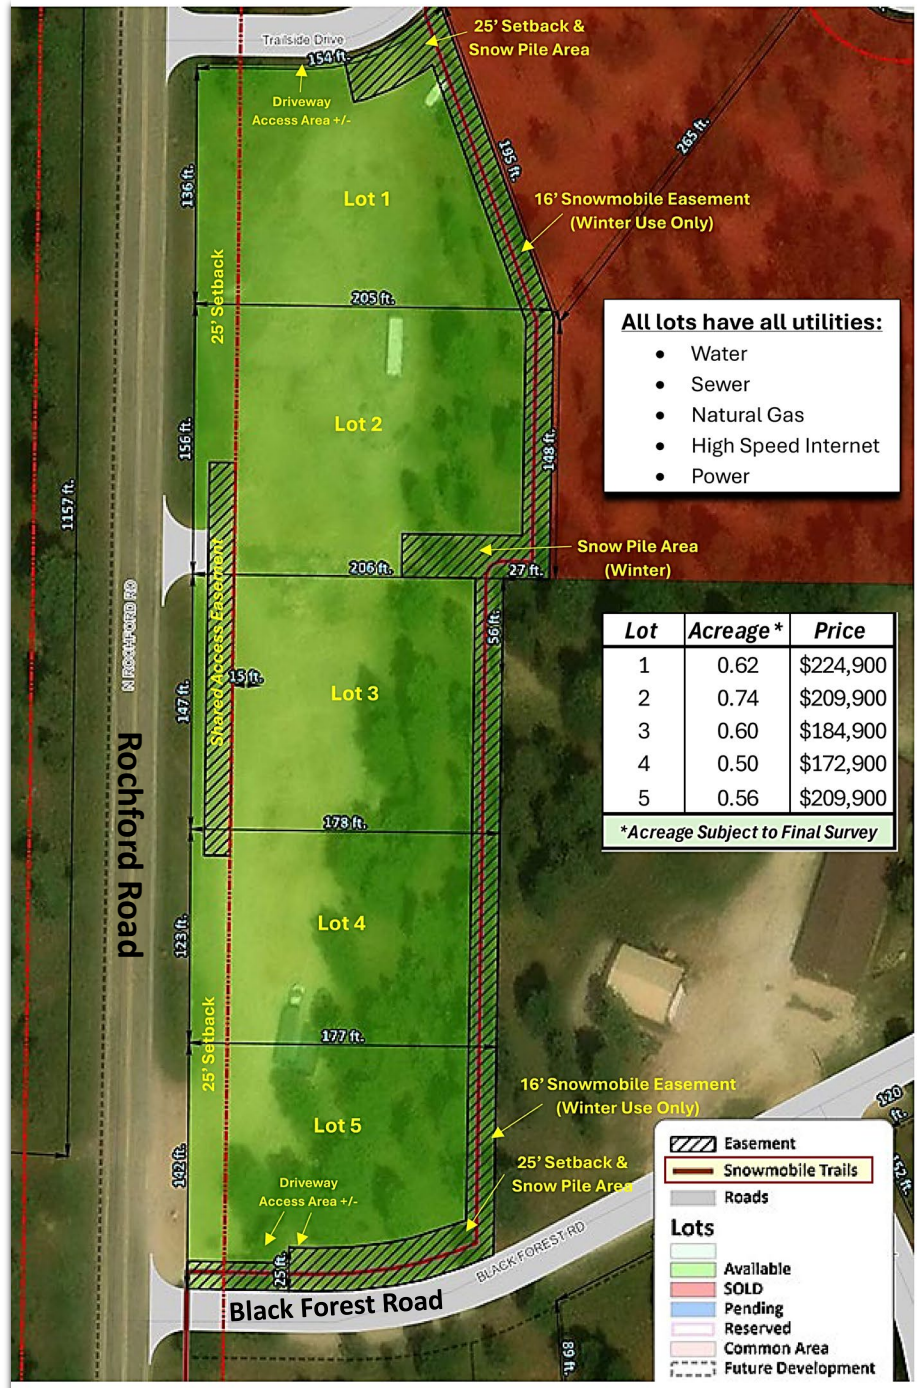 25' Setback &
Snow Pile Area
Trailside Drive
154 ft.
Driveway
Access Area +/-
195 ft.
265 ft.
136 ft.
Lot 1
16' Snowmobile Easement
(Winter Use Only)
25' Setback
205 ft.
All lots have all utilities:
• Water
• Sewer
• Natural Gas
• High Speed Internet
• Power
Lot 2
156 ft.
148 ft.
1157 ft.
Snow Pile Area
(Winter)
206 ft.
27 ft.
Shared Access Easement
N ROCHFORD RD
56 ft.
15 ft.
Lot 3
147 ft.
Lot Acreage* Price
1 0.62 $224,900
2 0.74 $209,900
3 0.60 $184,900
4 0.50 $172,900
5 0.56 $209,900
*Acreage Subject to Final Survey
Rochford Road
178 ft.
Lot 4
123 ft.
25' Setback
177 ft.
16' Snowmobile Easement
(Winter Use Only)
Lot 5
142 ft.
25' Setback &
Snow Pile Area
Driveway
Access Area +/-
25 ft.
BLACK FOREST RD
Black Forest Road
89 ft.
120
ft.
152 ft.
Easement
Snowmobile Trails
Roads
Lots
Available
SOLD
Pending
Reserved
Common Area
Future Development